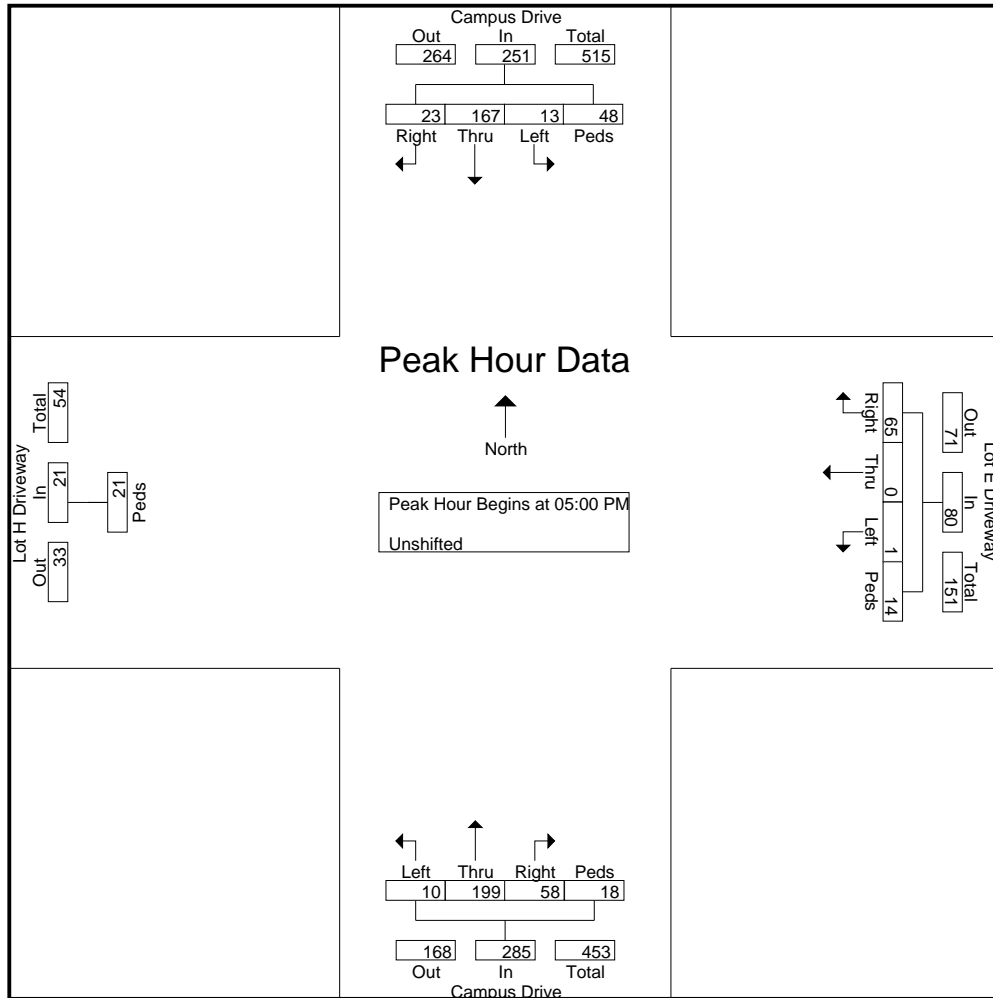 Campus Drive
Out In Total
264 251 515
23 167 13 48
Right Thru Left Peds
Peak Hour Data
North
Peak Hour Begins at 05:00 PM
Unshifted
Lot H Driveway
Total In Out
54 21 33
21
Peds
Lot E Driveway
Out In Total
71 80 151
65 0 1 14
Right Thru Left Peds
Left Thru Right Peds
10 199 58 18
168 285 453
Out In Total
Campus Drive